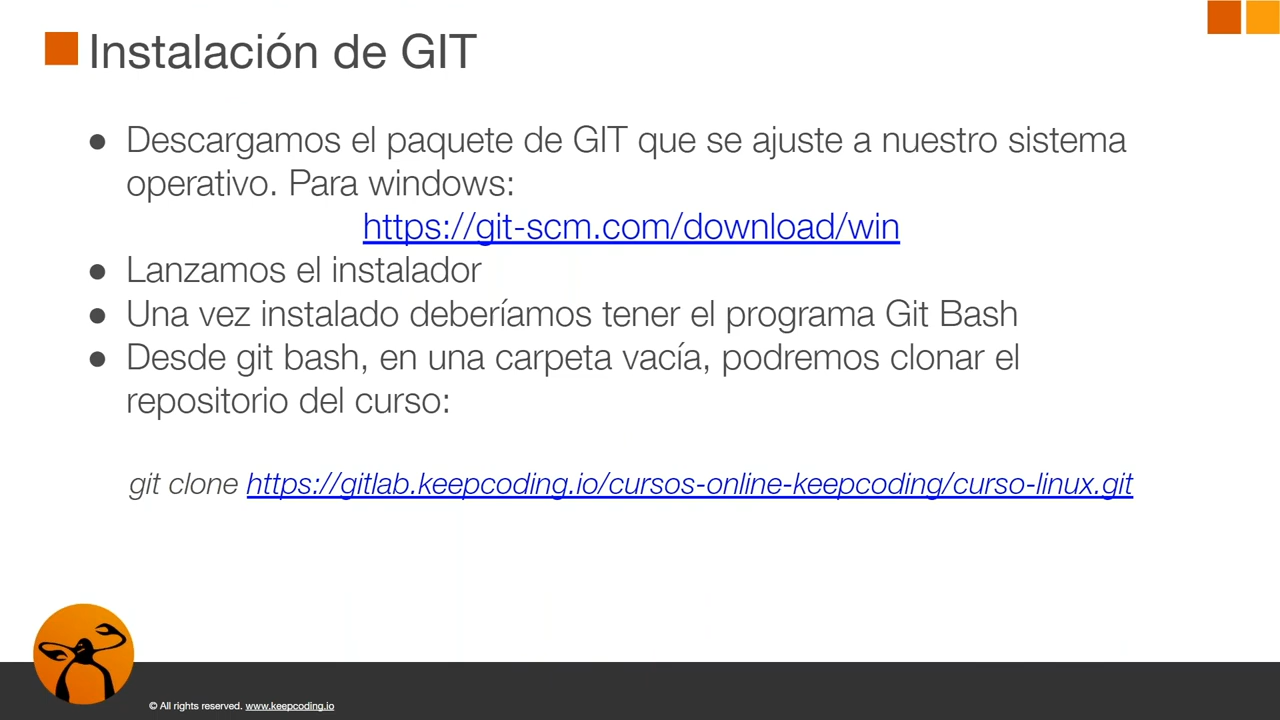 Instalación de GIT
● Descargamos el paquete de GIT que se ajuste a nuestro sistema
operativo. Para windows:
https://git-scm.com/download/win
● Lanzamos el instalador
● Una vez instalado deberíamos tener el programa Git Bash
● Desde git bash, en una carpeta vacía, podremos clonar el
repositorio del curso:
git clone https://gitlab.keepcoding.io/cursos-online-keepcoding/curso-linux.git
© All rights reserved. www.keepcoding.io